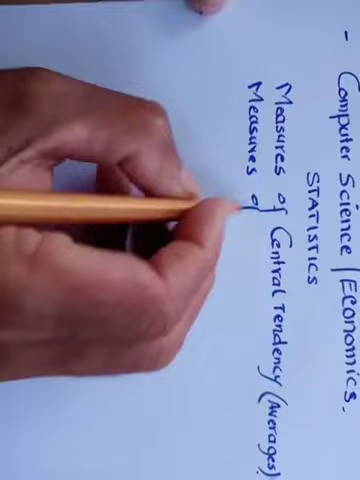 - Computer Science/Economics.
STATISTICS
Measures of Central Tendency (Averages)
Measures of